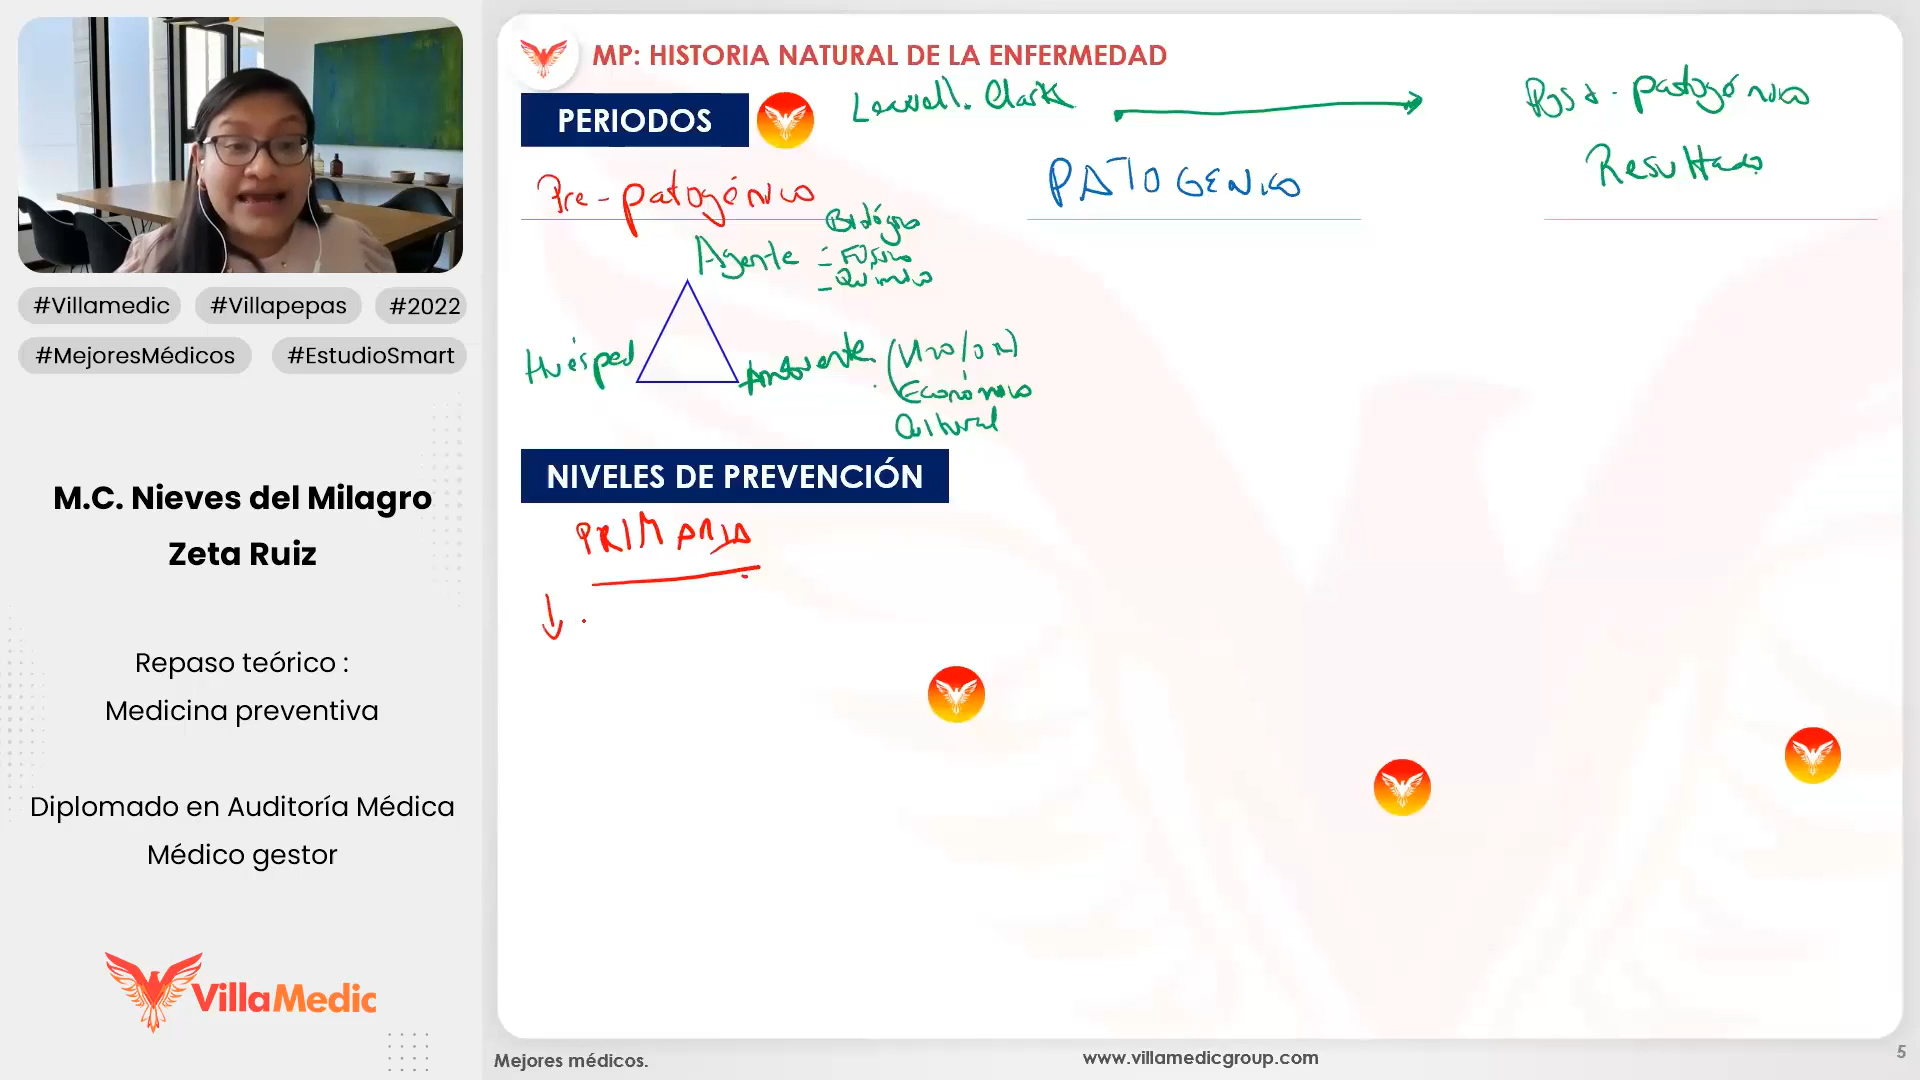 MP: HISTORIA NATURAL DE LA ENFERMEDAD
PERIODOS
Leavell. Clark
Post-patogénico
Resultado
Pre-patogénico
PATOGENICO
Biológico
Agente - Físico
- Químico
Huésped
Ambiente
Económico
Cultural
NIVELES DE PREVENCIÓN
PRIMARIA
#Villamedic #Villapepas #2022
#MejoresMédicos #EstudioSmart
M.C. Nieves del Milagro
Zeta Ruiz
Repaso teórico :
Medicina preventiva
Diplomado en Auditoría Médica
Médico gestor
VillaMedic
Mejores médicos.
www.villamedicgroup.com
5